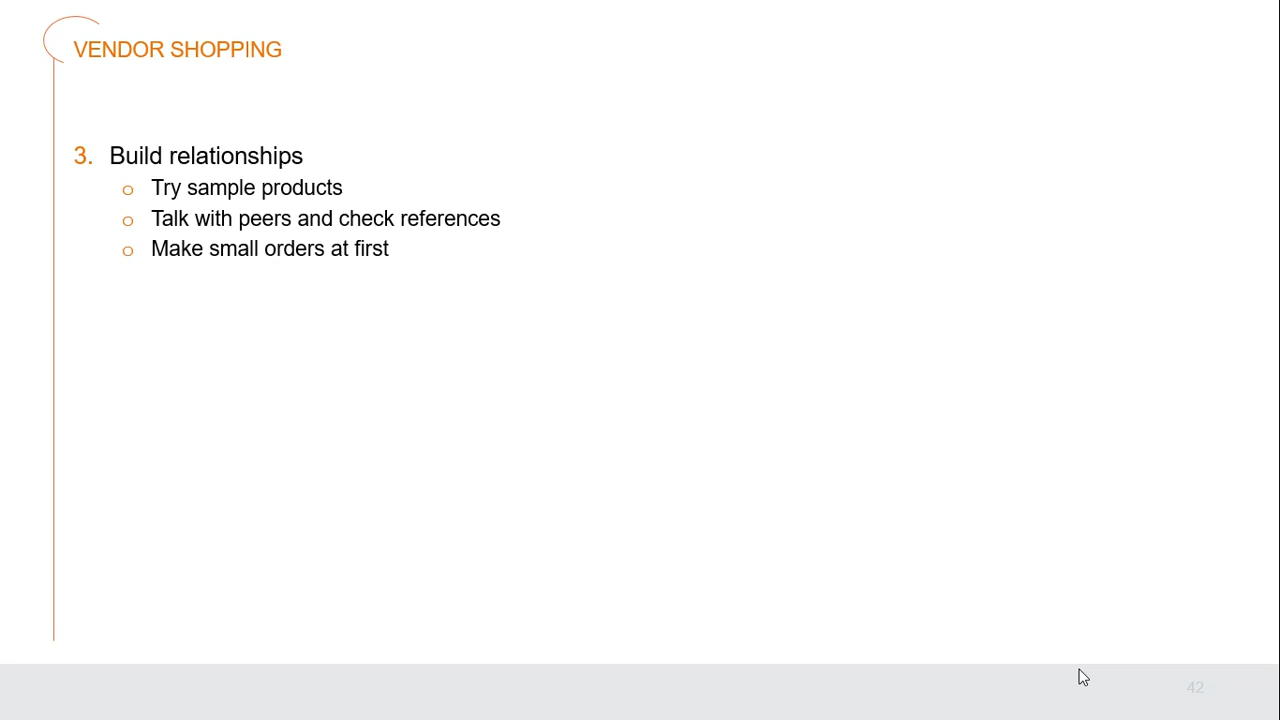 VENDOR SHOPPING
3. Build relationships
o Try sample products
o Talk with peers and check references
o Make small orders at first
42